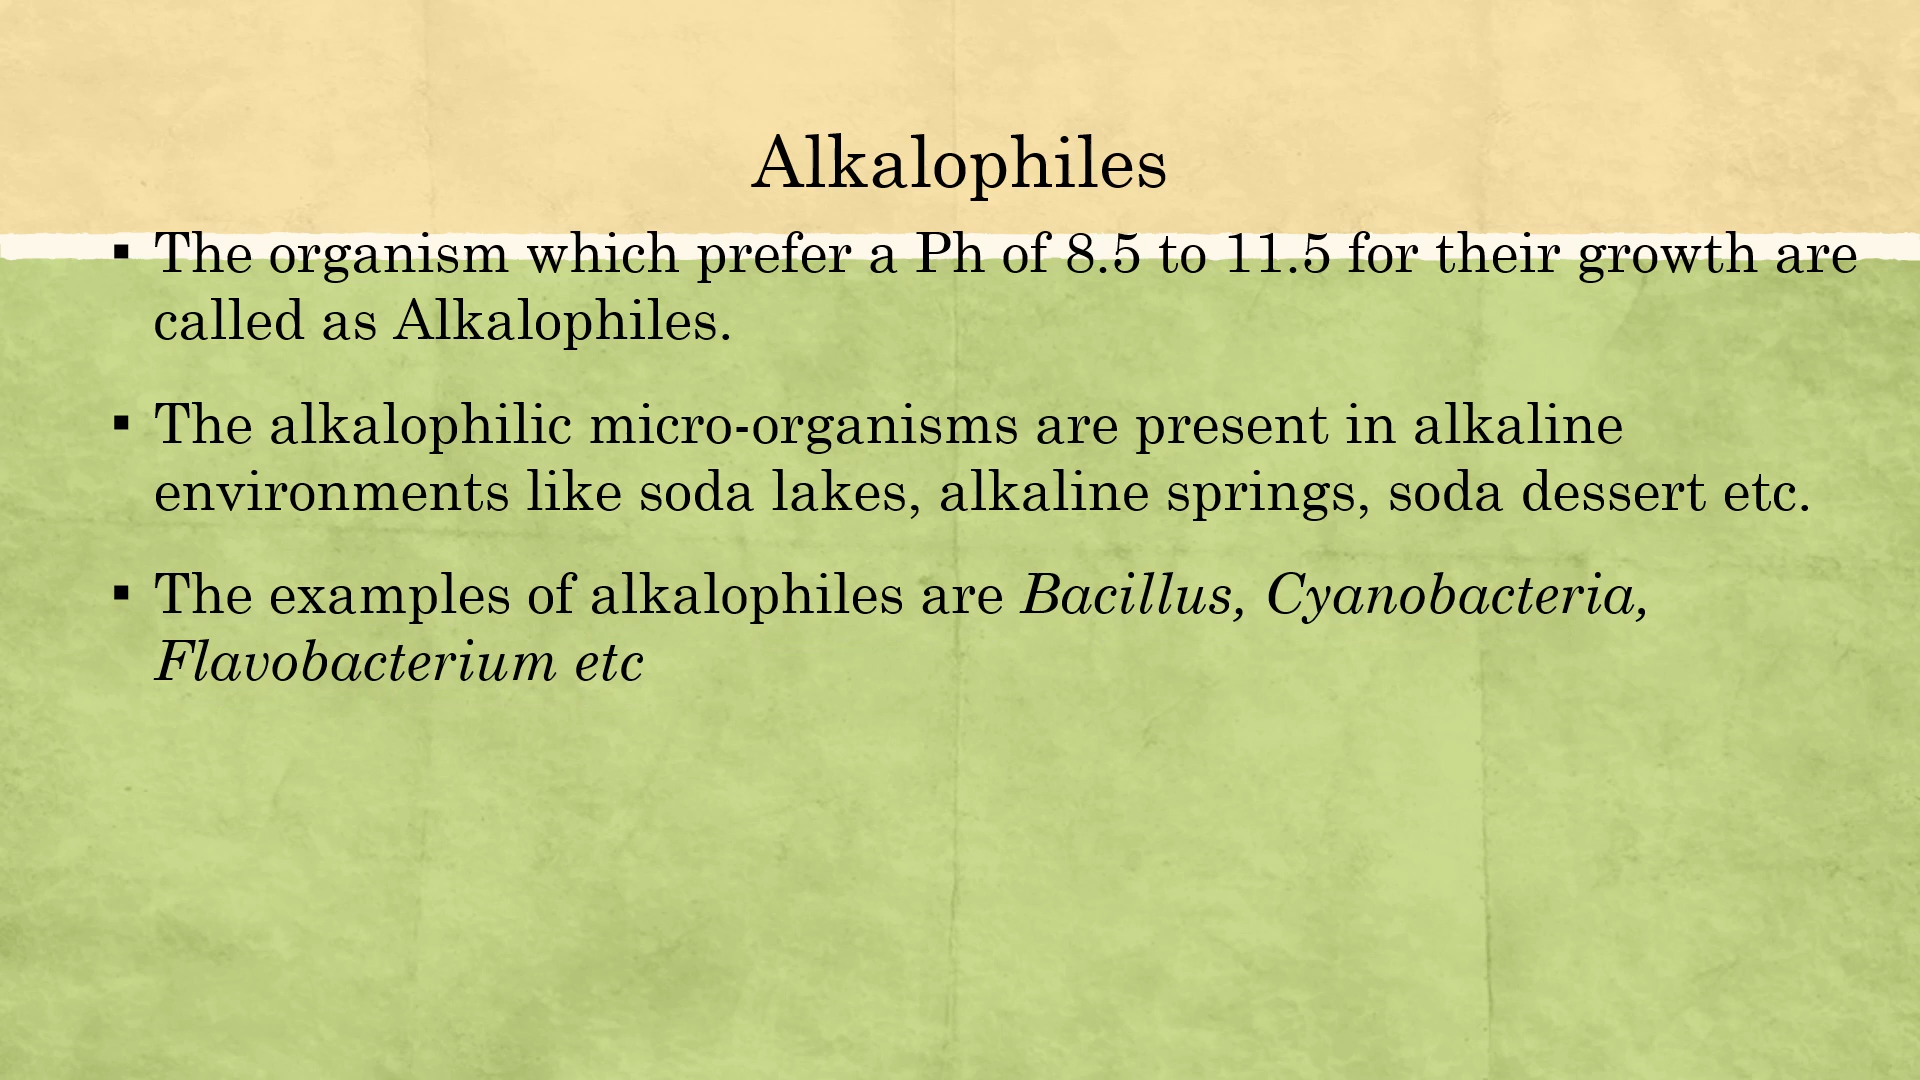 Alkalophiles
▪ The organism which prefer a Ph of 8.5 to 11.5 for their growth are
called as Alkalophiles.
▪ The alkalophilic micro-organisms are present in alkaline
environments like soda lakes, alkaline springs, soda dessert etc.
▪ The examples of alkalophiles are Bacillus, Cyanobacteria,
Flavobacterium etc